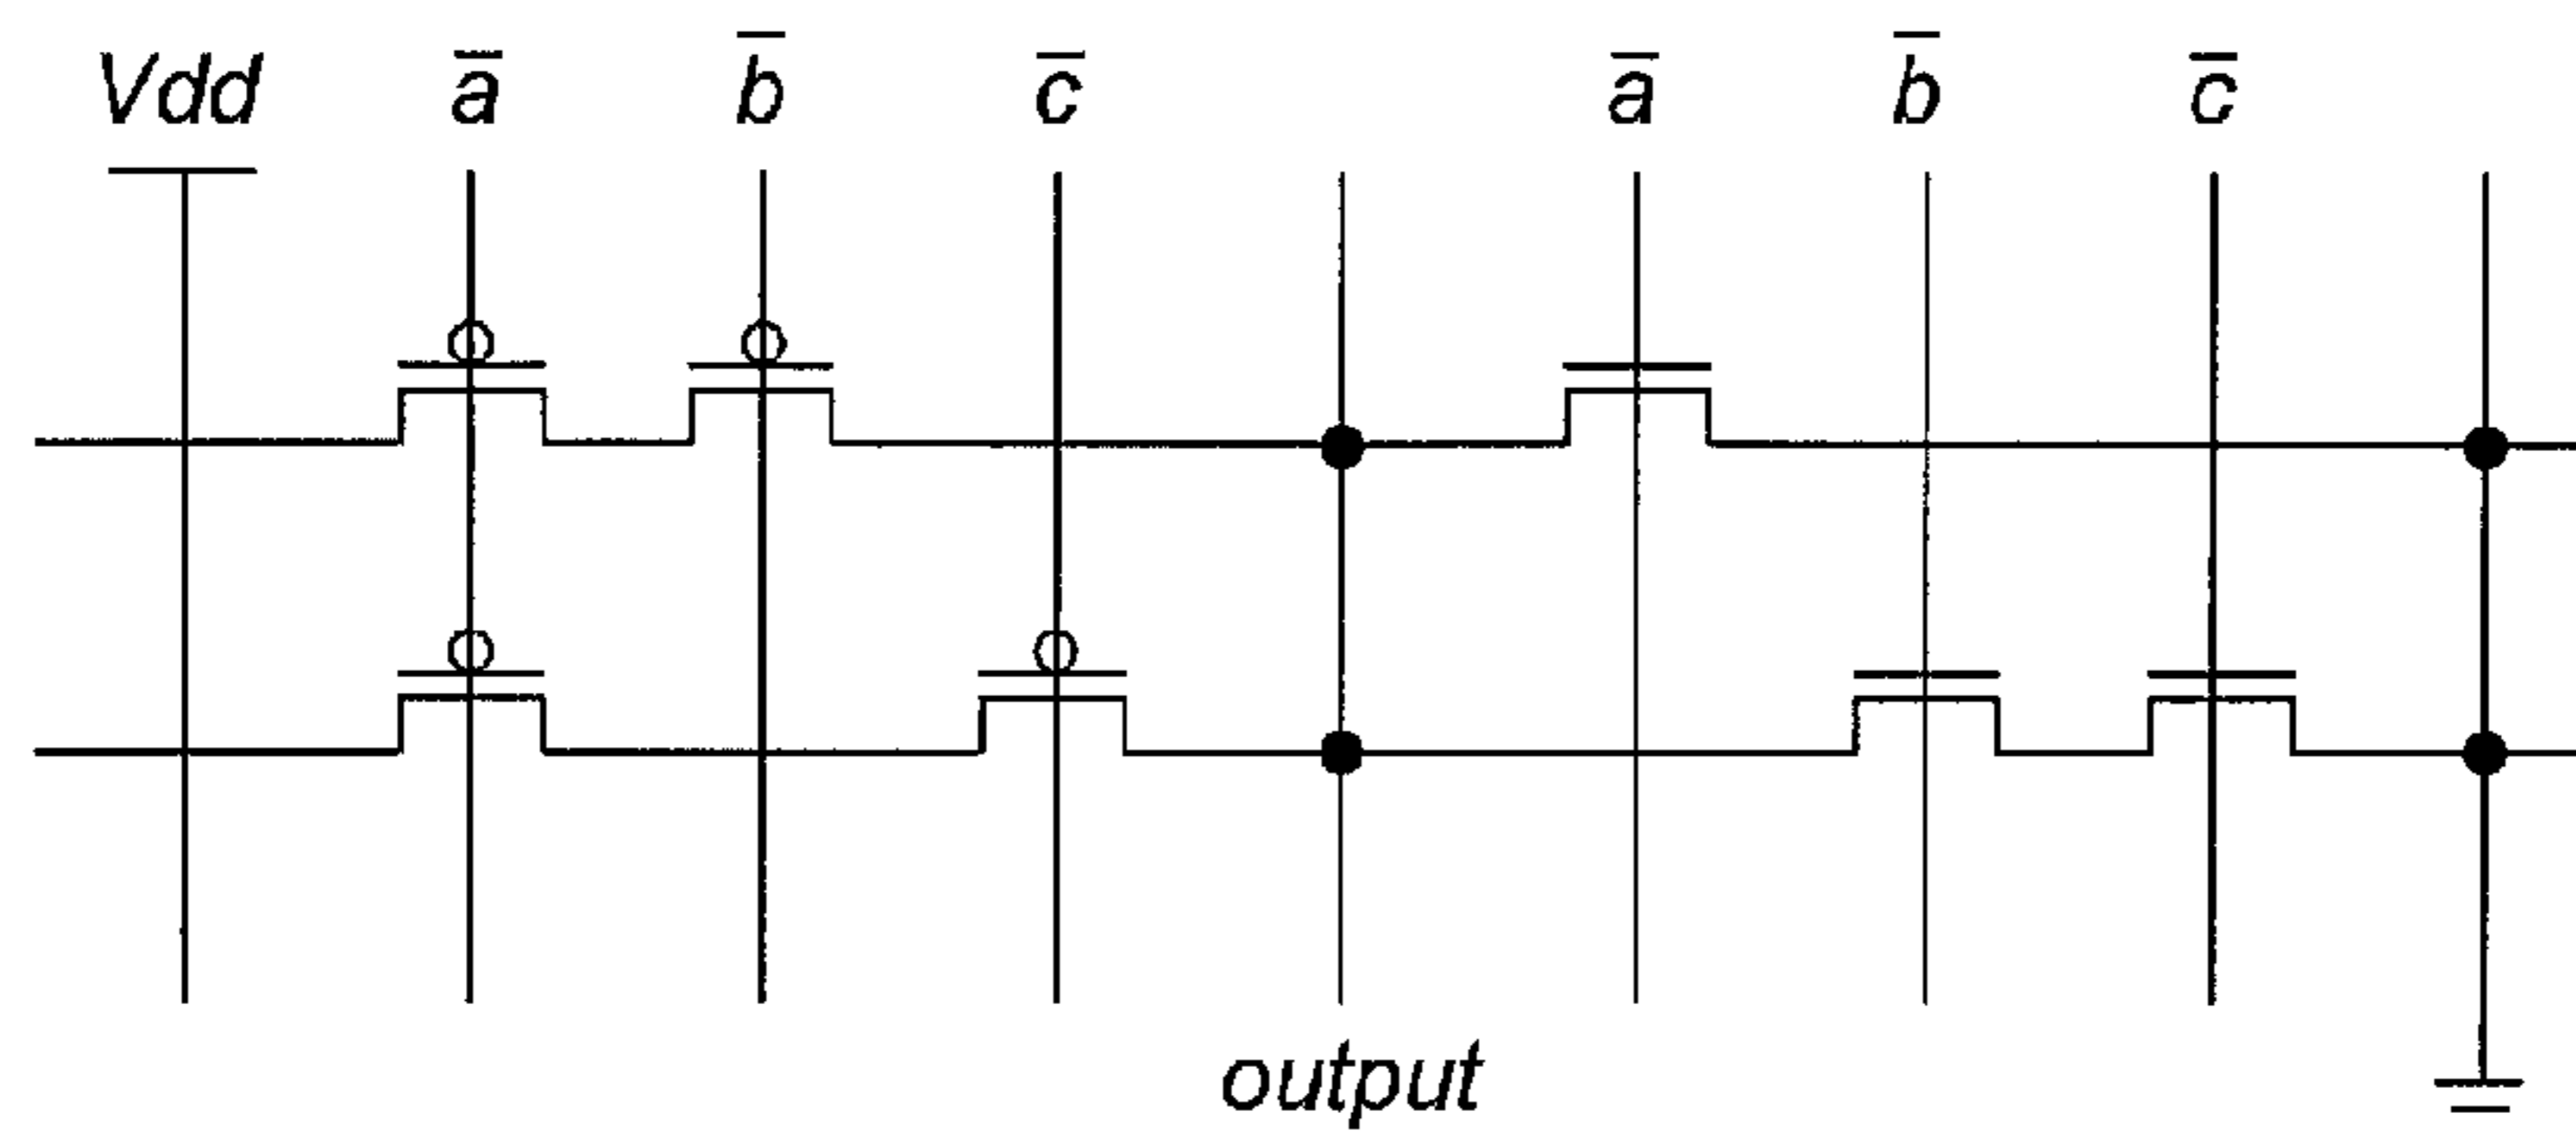 Vdd a̅ b̅ c̅ a̅ b̅ c̅
output